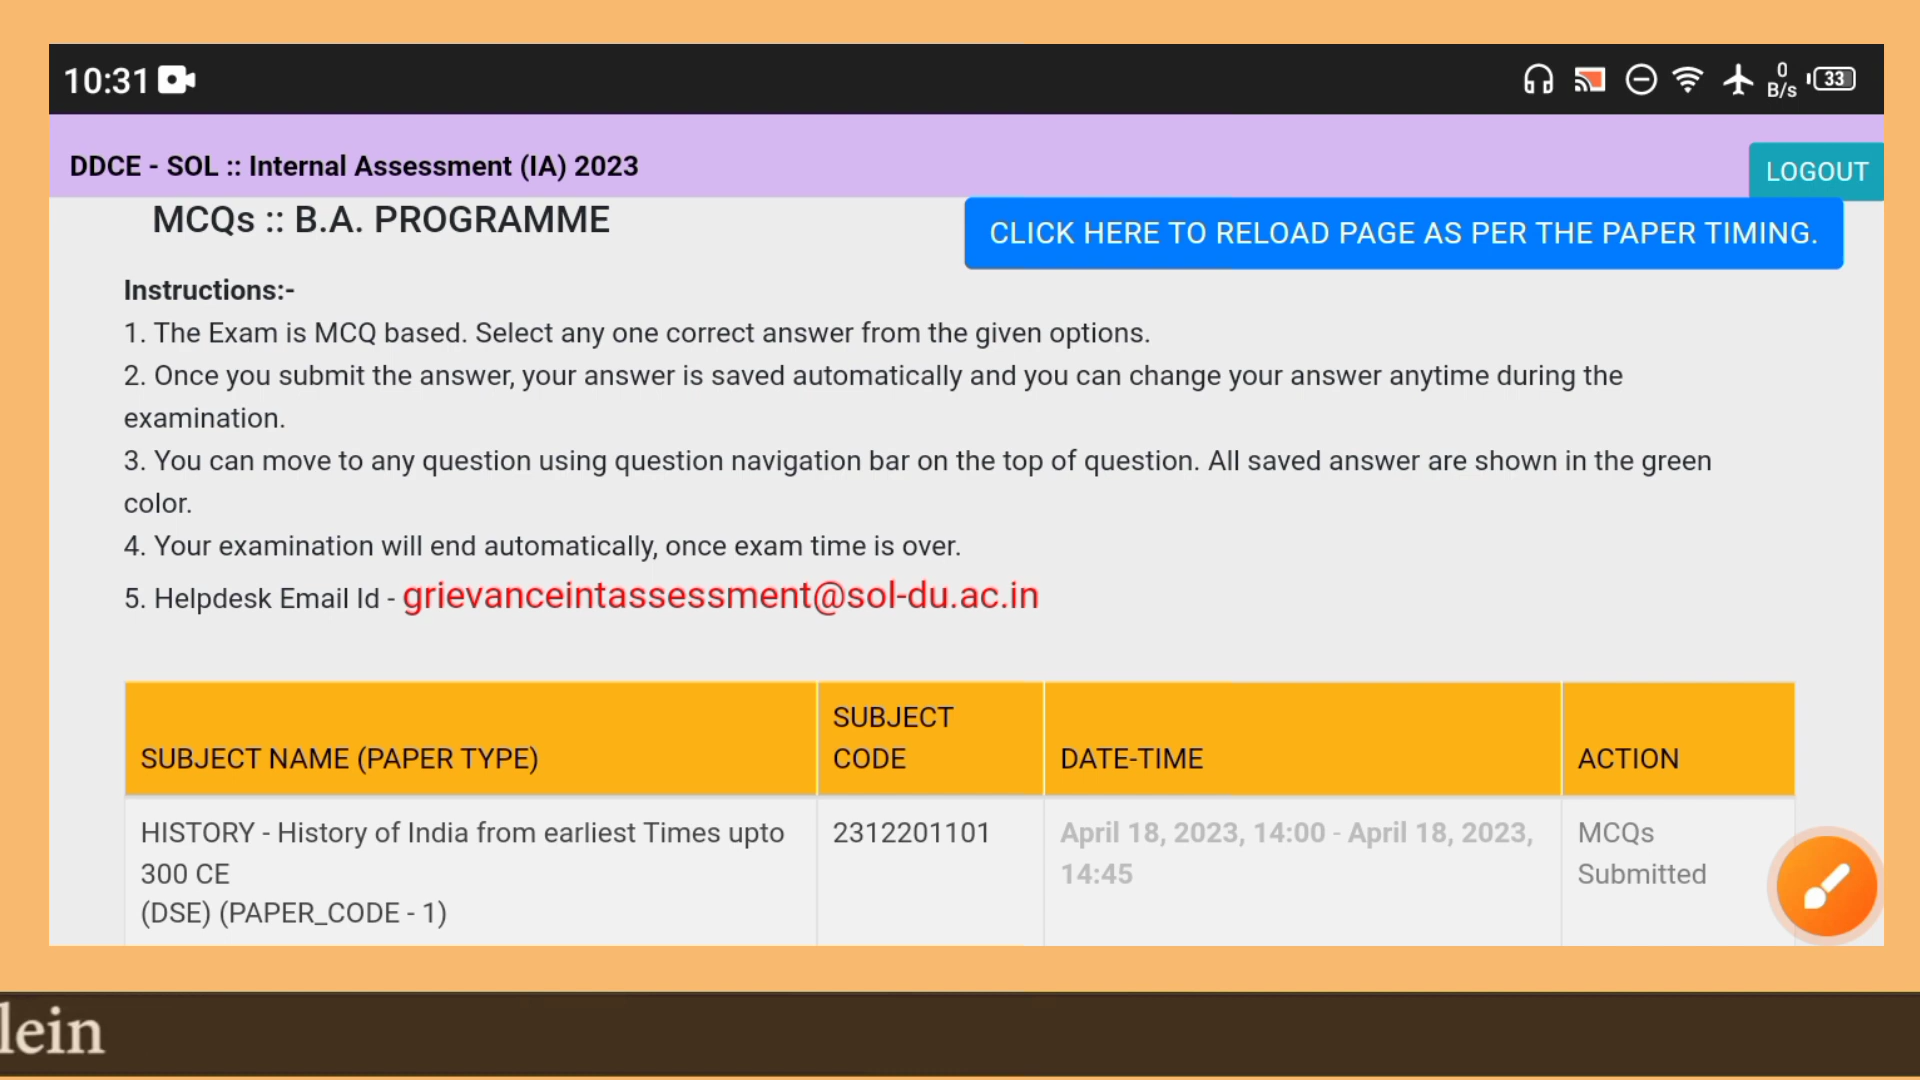 10:31
0
B/s
33
DDCE - SOL :: Internal Assessment (IA) 2023
LOGOUT
MCQs :: B.A. PROGRAMME
CLICK HERE TO RELOAD PAGE AS PER THE PAPER TIMING.
Instructions:-
1. The Exam is MCQ based. Select any one correct answer from the given options.
2. Once you submit the answer, your answer is saved automatically and you can change your answer anytime during the
examination.
3. You can move to any question using question navigation bar on the top of question. All saved answer are shown in the green
color.
4. Your examination will end automatically, once exam time is over.
5. Helpdesk Email Id - grievanceintassessment@sol-du.ac.in
SUBJECT NAME (PAPER TYPE)
SUBJECT
CODE
DATE-TIME
ACTION
HISTORY - History of India from earliest Times upto
300 CE
(DSE) (PAPER_CODE - 1)
2312201101
April 18, 2023, 14:00 - April 18, 2023,
14:45
MCQs
Submitted
lein